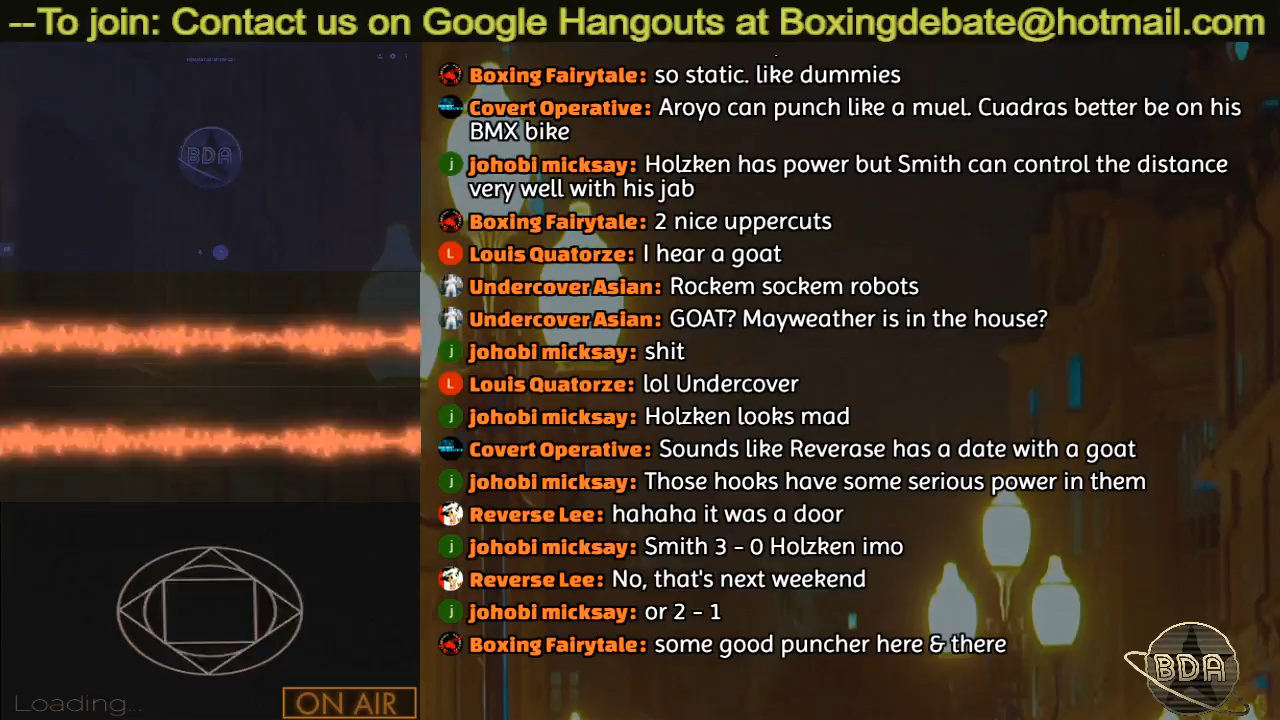 --To join: Contact us on Google Hangouts at Boxingdebate@hotmail.com
BDA
Boxing Fairytale: so static. like dummies
Covert Operative: Aroyo can punch like a muel. Cuadras better be on his
BMX bike
j johobi micksay: Holzken has power but Smith can control the distance
very well with his jab
Boxing Fairytale: 2 nice uppercuts
L Louis Quatorze: I hear a goat
Undercover Asian: Rockem sockem robots
Undercover Asian: GOAT? Mayweather is in the house?
j johobi micksay: shit
L Louis Quatorze: lol Undercover
j johobi micksay: Holzken looks mad
Covert Operative: Sounds like Reverase has a date with a goat
j johobi micksay: Those hooks have some serious power in them
Reverse Lee: hahaha it was a door
j johobi micksay: Smith 3 - 0 Holzken imo
Reverse Lee: No, that's next weekend
j johobi micksay: or 2 - 1
Boxing Fairytale: some good puncher here & there
BDA
Loading...
ON AIR